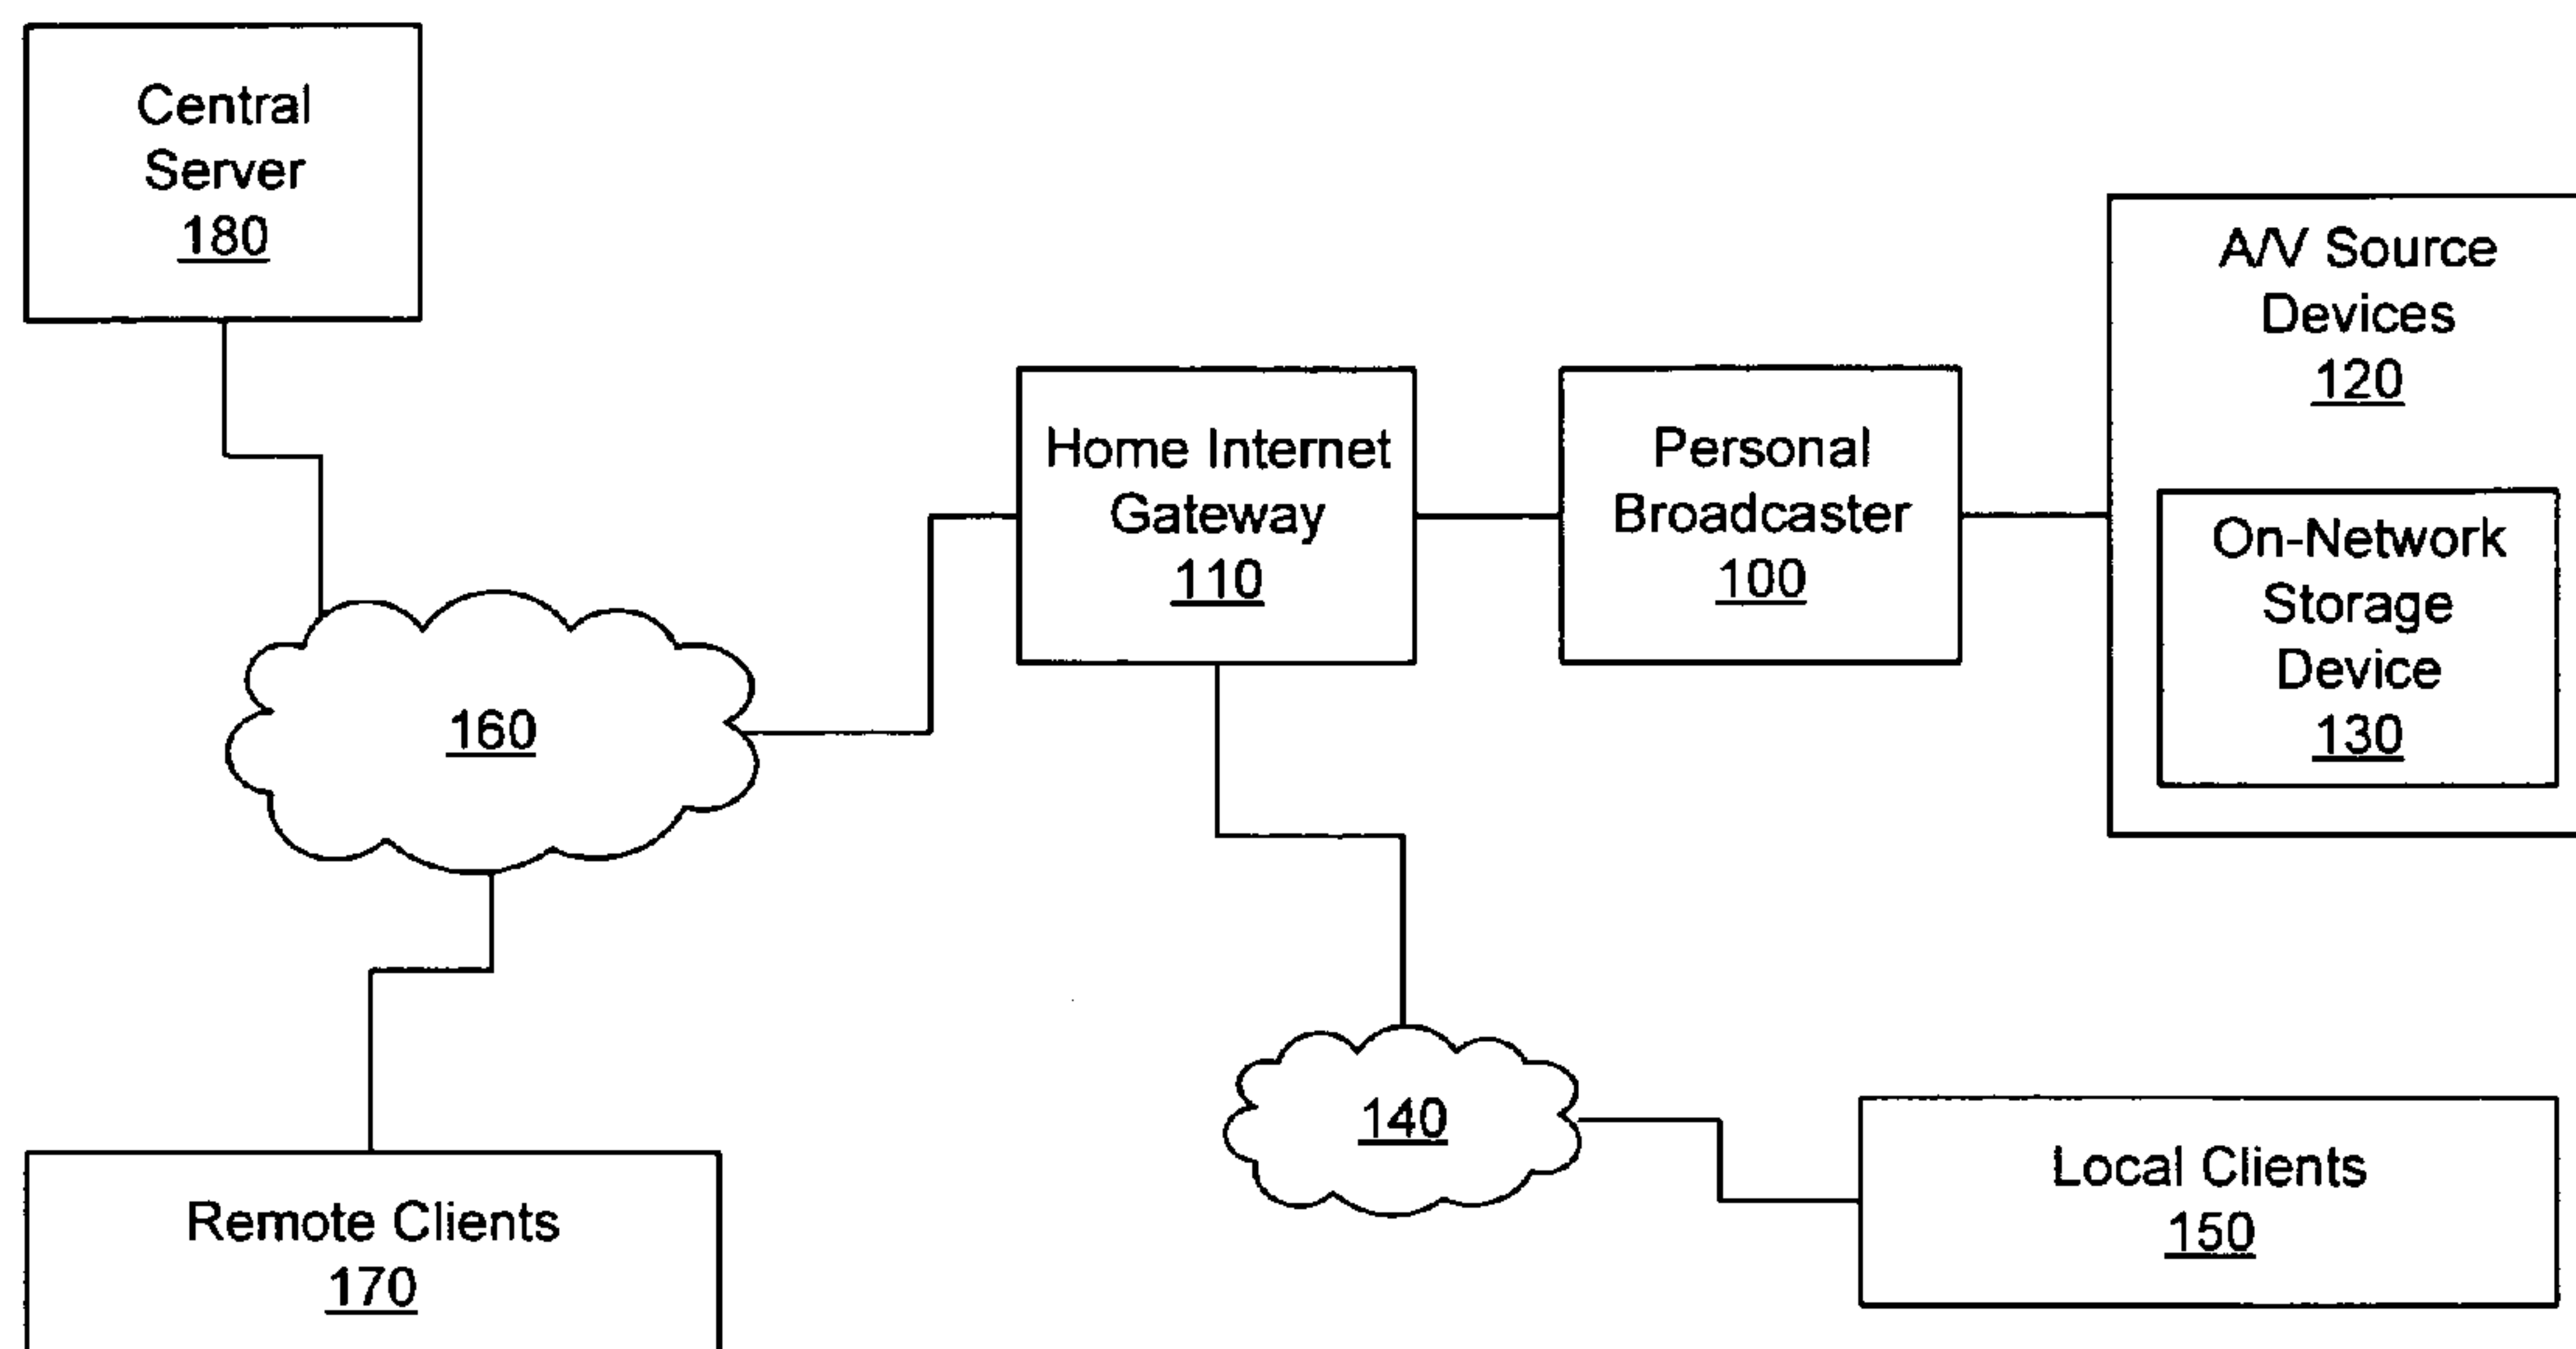 Central
Server
180
A/V Source
Devices
120
Home Internet
Gateway
110
Personal
Broadcaster
100
On-Network
Storage
Device
130
160
140
Local Clients
150
Remote Clients
170